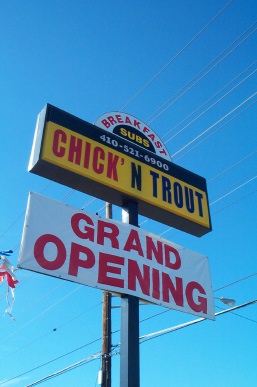 BREAKFAST
SUBS
410-521-6900
CHICK'N TROUT
GRAND
OPENING